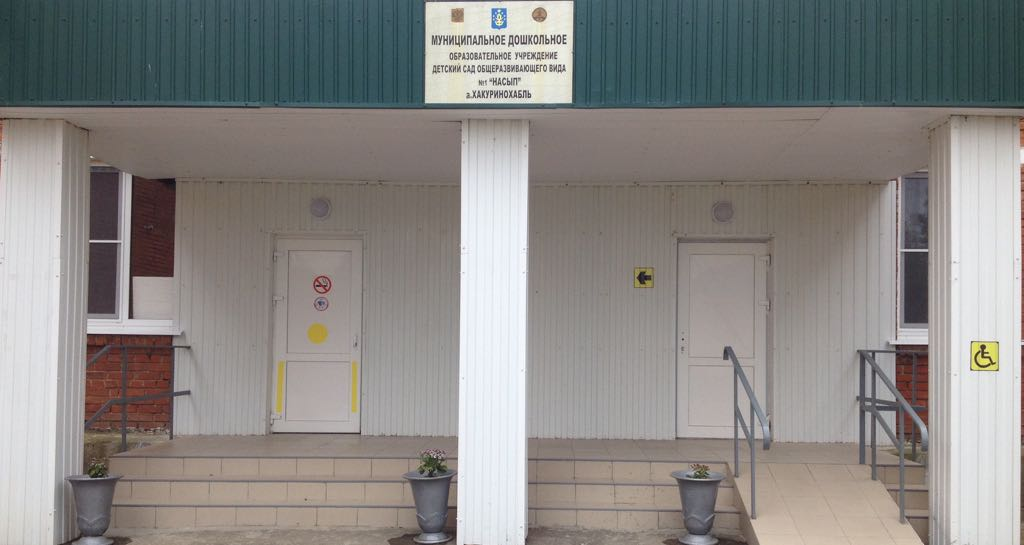 МУНИЦИПАЛЬНОЕ ДОШКОЛЬНОЕ
ОБРАЗОВАТЕЛЬНОЕ УЧРЕЖДЕНИЕ
ДЕТСКИЙ САД ОБЩЕРАЗВИВАЮЩЕГО ВИДА
№1 "НАСЫП"
а.ХАКУРИНОХАБЛЬ